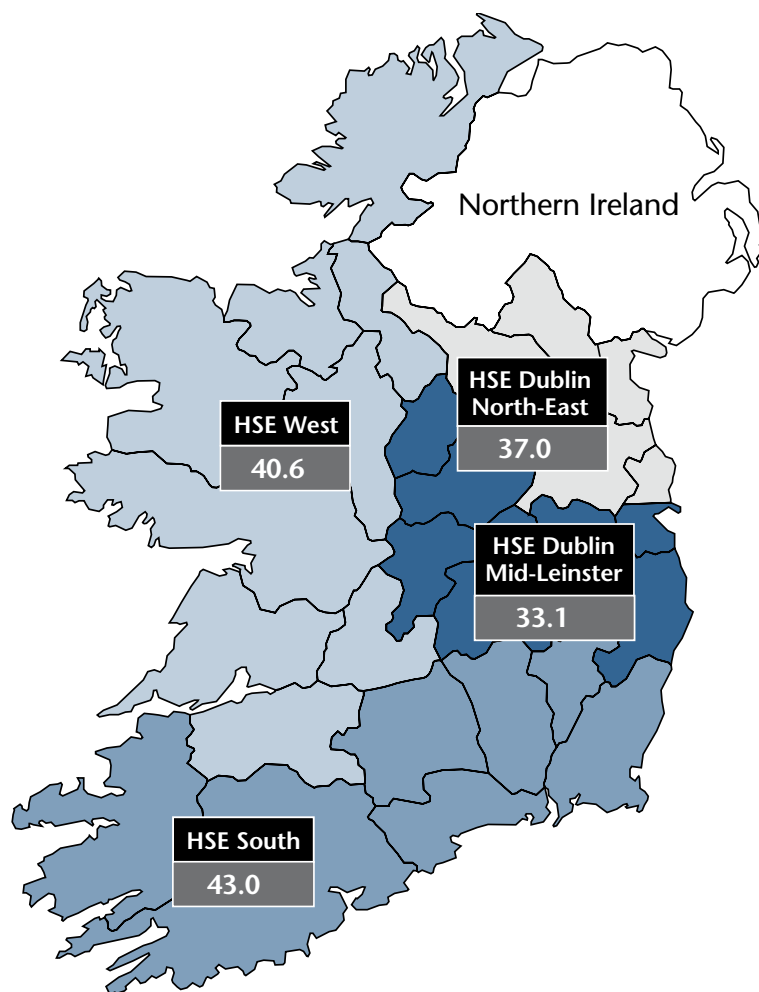 Northern Ireland
HSE Dublin
North-East
37.0
HSE West
40.6
HSE Dublin
Mid-Leinster
33.1
HSE South
43.0